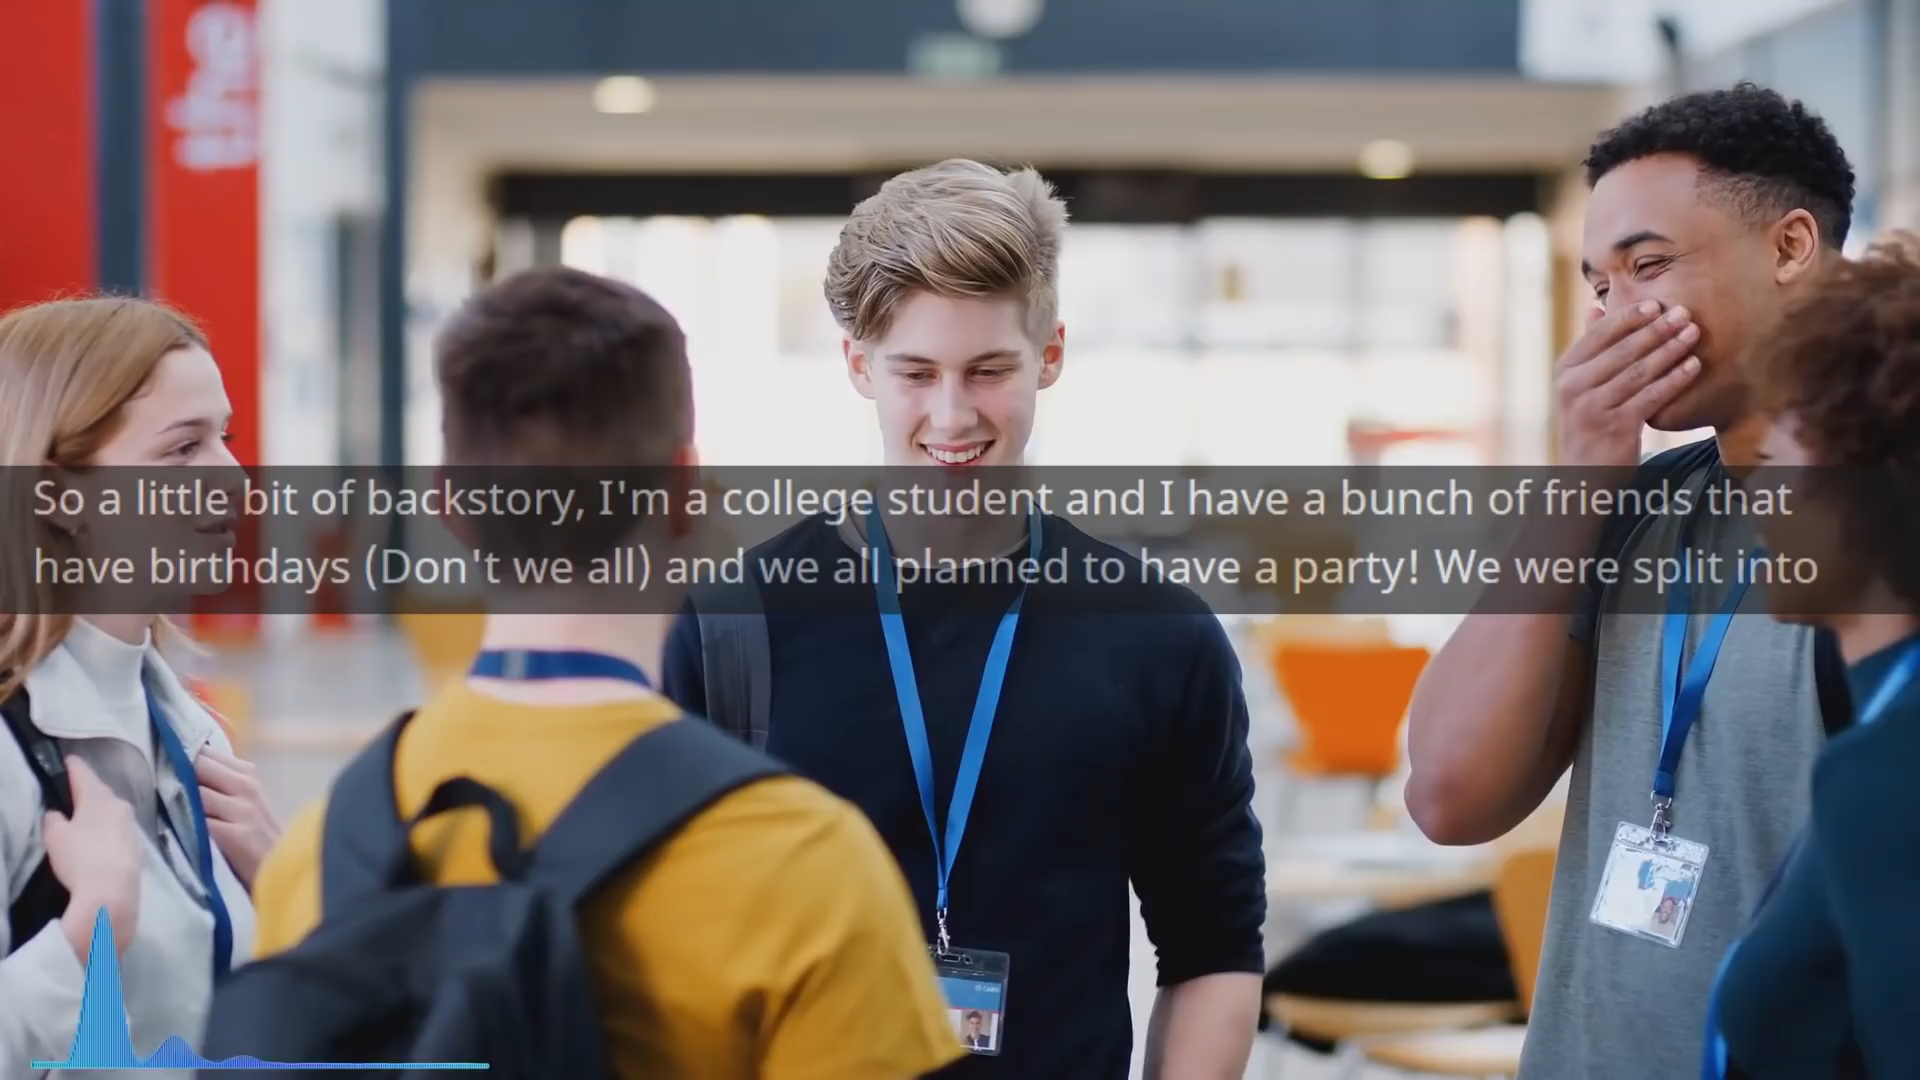 the
So a little bit of backstory, I'm a college student and I have a bunch of friends that
have birthdays (Don't we all) and we all planned to have a party! We were split into